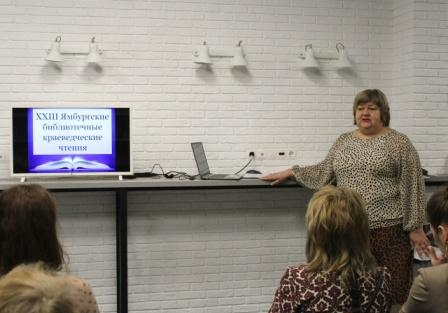 XXIII Ямбургские
библиотечные
краеведческие
чтения